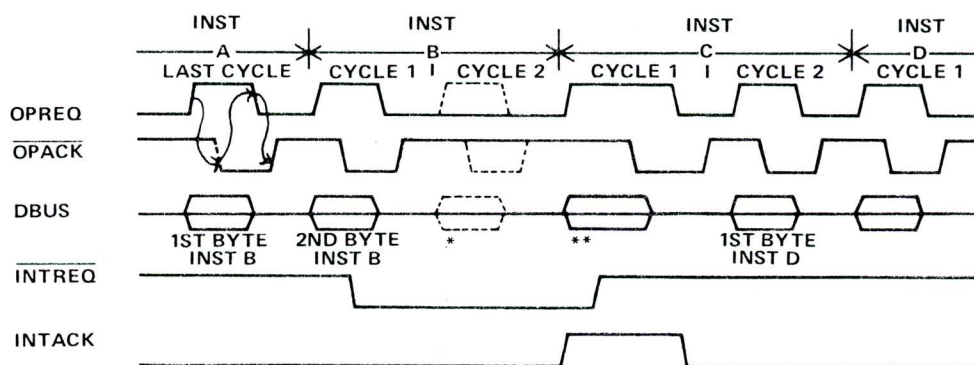 INST INST INST INST
A B C D
LAST CYCLE CYCLE 1 I CYCLE 2 CYCLE 1 I CYCLE 2 CYCLE 1
OPREQ
OPACK
DBUS
1ST BYTE 2ND BYTE * ** 1ST BYTE
INST B INST B INST D
INTREQ
INTACK